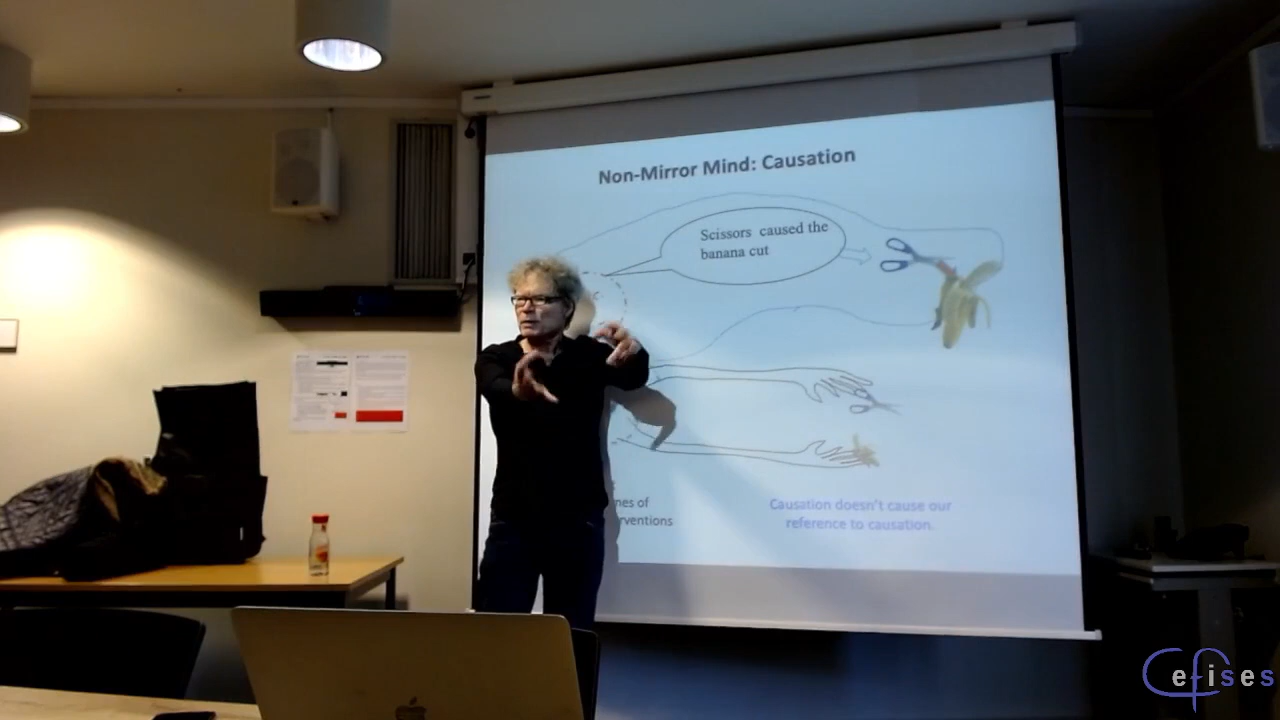 Non-Mirror Mind: Causation
Scissors caused the
banana cut
nes of
rventions
Causation doesn't cause our
reference to causation.
Cefises